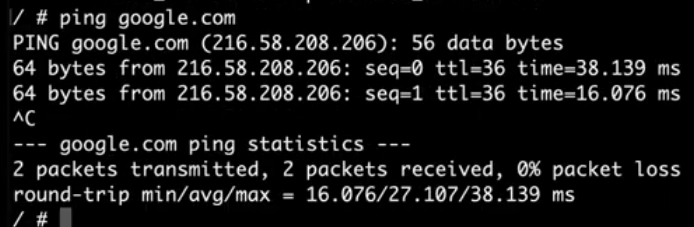 / # ping google.com
PING google.com (216.58.208.206): 56 data bytes
64 bytes from 216.58.208.206: seq=0 ttl=36 time=38.139 ms
64 bytes from 216.58.208.206: seq=1 ttl=36 time=16.076 ms
^C
--- google.com ping statistics ---
2 packets transmitted, 2 packets received, 0% packet loss
round-trip min/avg/max = 16.076/27.107/38.139 ms
/ #